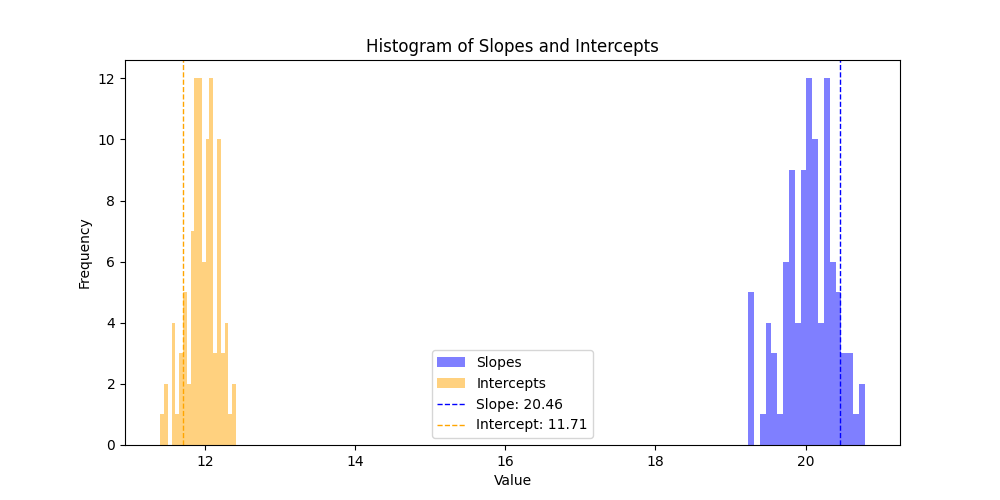 Histogram of Slopes and Intercepts
Frequency
12
10
8
6
4
2
0
12
14
16
18
20
Value
Slopes
Intercepts
Slope: 20.46
Intercept: 11.71